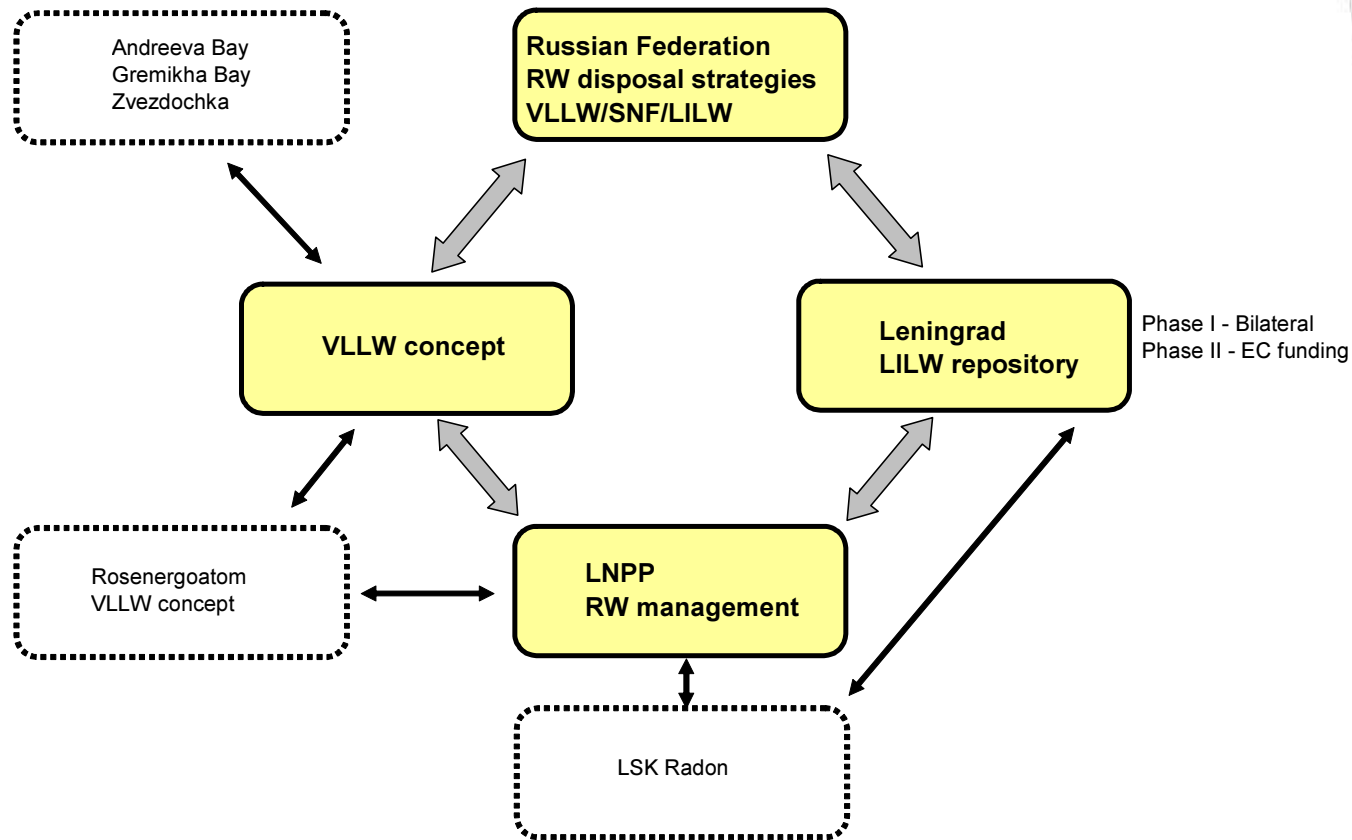 Andreeva Bay
Gremikha Bay
Zvezdochka
Russian Federation
RW disposal strategies
VLLW/SNF/LILW
VLLW concept
Leningrad
LILW repository
Phase I - Bilateral
Phase II - EC funding
Rosenergoatom
VLLW concept
LNPP
RW management
LSK Radon